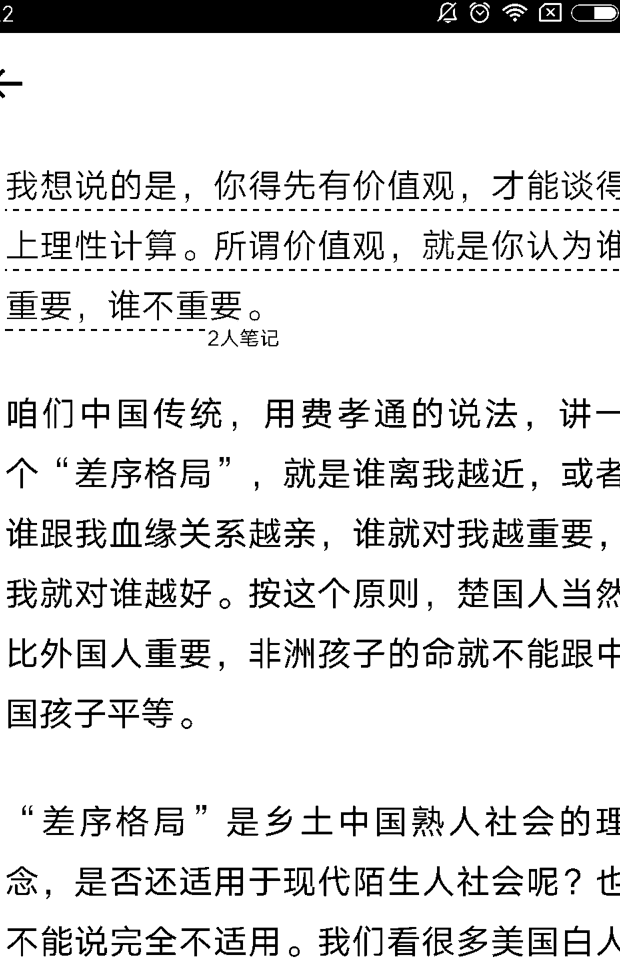 2
我想说的是，你得先有价值观，才能谈得
上理性计算。所谓价值观，就是你认为谁
重要，谁不重要。
2人笔记
咱们中国传统，用费孝通的说法，讲一
个“差序格局”，就是谁离我越近，或者
谁跟我血缘关系越亲，谁就对我越重要，
我就对谁越好。按这个原则，楚国人当然
比外国人重要，非洲孩子的命就不能跟中
国孩子平等。
“差序格局”是乡土中国熟人社会的理
念，是否还适用于现代陌生人社会呢？也
不能说完全不适用。我们看很多美国白人